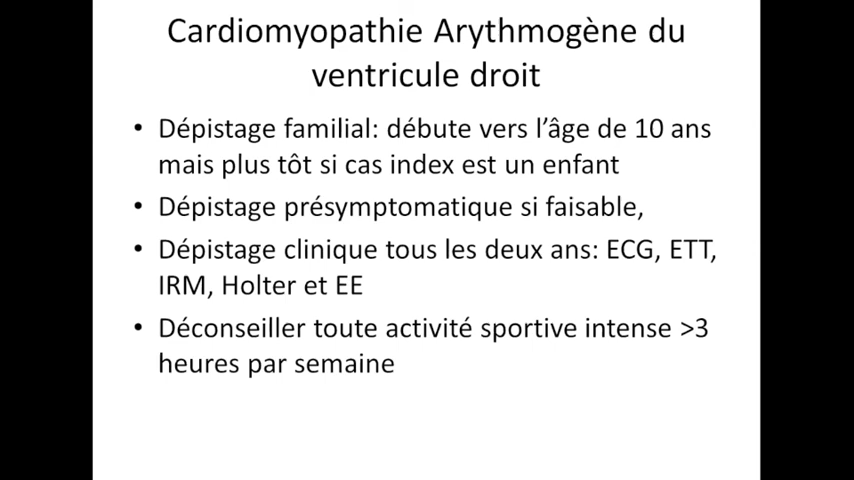 Cardiomyopathie Arythmogène du
ventricule droit
• Dépistage familial: débute vers l’âge de 10 ans
mais plus tôt si cas index est un enfant
• Dépistage présymptomatique si faisable,
• Dépistage clinique tous les deux ans: ECG, ETT,
IRM, Holter et EE
• Déconseiller toute activité sportive intense >3
heures par semaine